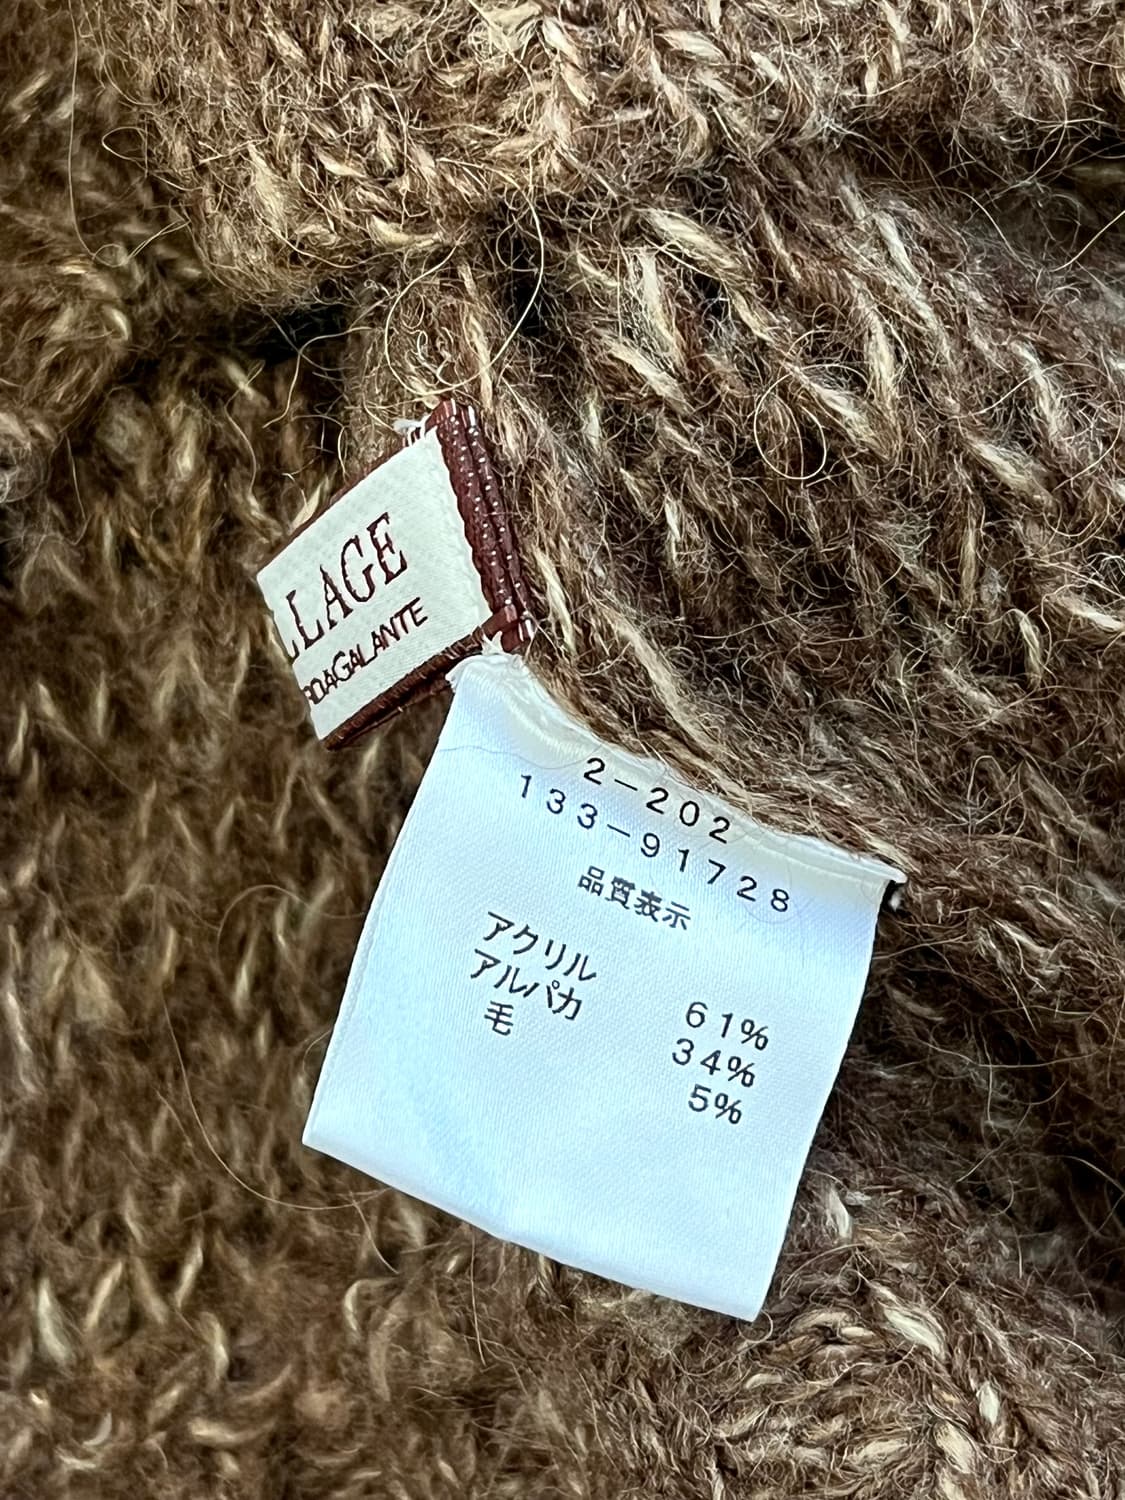 LLAGE
DAGALANTE
2-202
133-91728
品質表示
アクリル 61%
アルパカ 34%
毛 5%